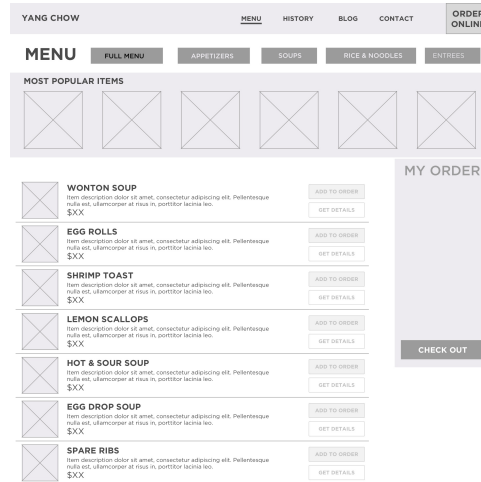 YANG CHOW
MENU
HISTORY
BLOG
CONTACT
ORDER
ONLINE
MENU
FULL MENU
APPETIZERS
SOUPS
RICE & NOODLES
ENTREES
MOST POPULAR ITEMS
MY ORDER
WONTON SOUP
Item description dolor sit amet, consectetur adipiscing elit. Pellentesque
nulla est, ullamcorper at risus in, porttitor lacinia leo.
$XX
ADD TO ORDER
GET DETAILS
EGG ROLLS
Item description dolor sit amet, consectetur adipiscing elit. Pellentesque
nulla est, ullamcorper at risus in, porttitor lacinia leo.
$XX
ADD TO ORDER
GET DETAILS
SHRIMP TOAST
Item description dolor sit amet, consectetur adipiscing elit. Pellentesque
nulla est, ullamcorper at risus in, porttitor lacinia leo.
$XX
ADD TO ORDER
GET DETAILS
LEMON SCALLOPS
Item description dolor sit amet, consectetur adipiscing elit. Pellentesque
nulla est, ullamcorper at risus in, porttitor lacinia leo.
$XX
ADD TO ORDER
GET DETAILS
CHECK OUT
HOT & SOUR SOUP
Item description dolor sit amet, consectetur adipiscing elit. Pellentesque
nulla est, ullamcorper at risus in, porttitor lacinia leo.
$XX
ADD TO ORDER
GET DETAILS
EGG DROP SOUP
Item description dolor sit amet, consectetur adipiscing elit. Pellentesque
nulla est, ullamcorper at risus in, porttitor lacinia leo.
$XX
ADD TO ORDER
GET DETAILS
SPARE RIBS
Item description dolor sit amet, consectetur adipiscing elit. Pellentesque
nulla est, ullamcorper at risus in, porttitor lacinia leo.
$XX
ADD TO ORDER
GET DETAILS